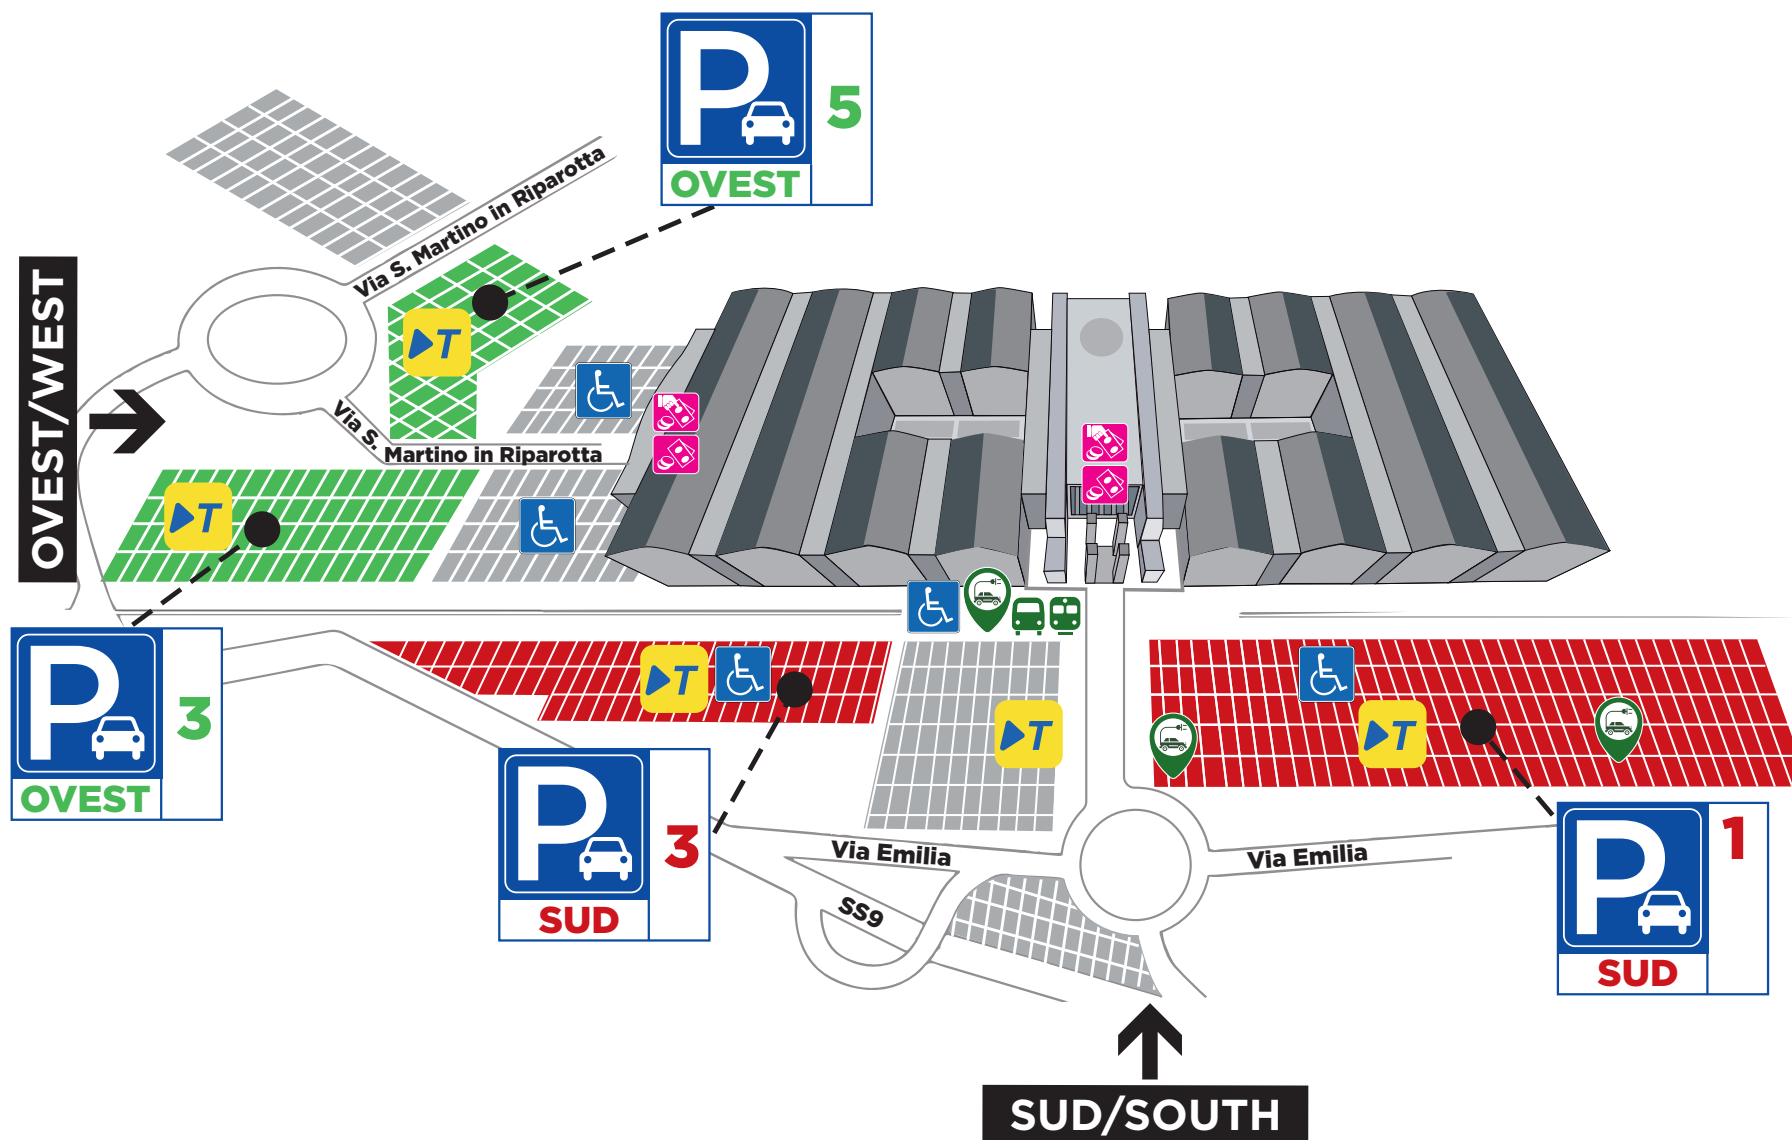 P
5
OVEST
Via S. Martino in Riparotta
OVEST/WEST
T
Via S.
Martino in Riparotta
T
P
3
OVEST
T
T
T
P
3
SUD
Via Emilia
Via Emilia
SS9
P
1
SUD
SUD/SOUTH